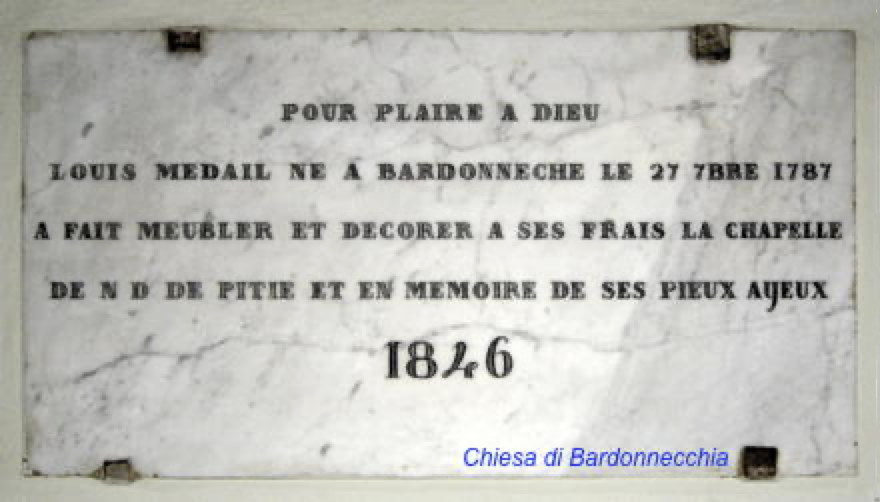 POUR PLAIRE A DIEU
LOUIS MEDAIL NE A BARDONNECHE LE 27 7BRE 1787
A FAIT MEUBLER ET DECORER A SES FRAIS LA CHAPELLE
DE N D DE PITIE ET EN MEMOIRE DE SES PIEUX AYEUX
1846
Chiesa di Bardonnecchia